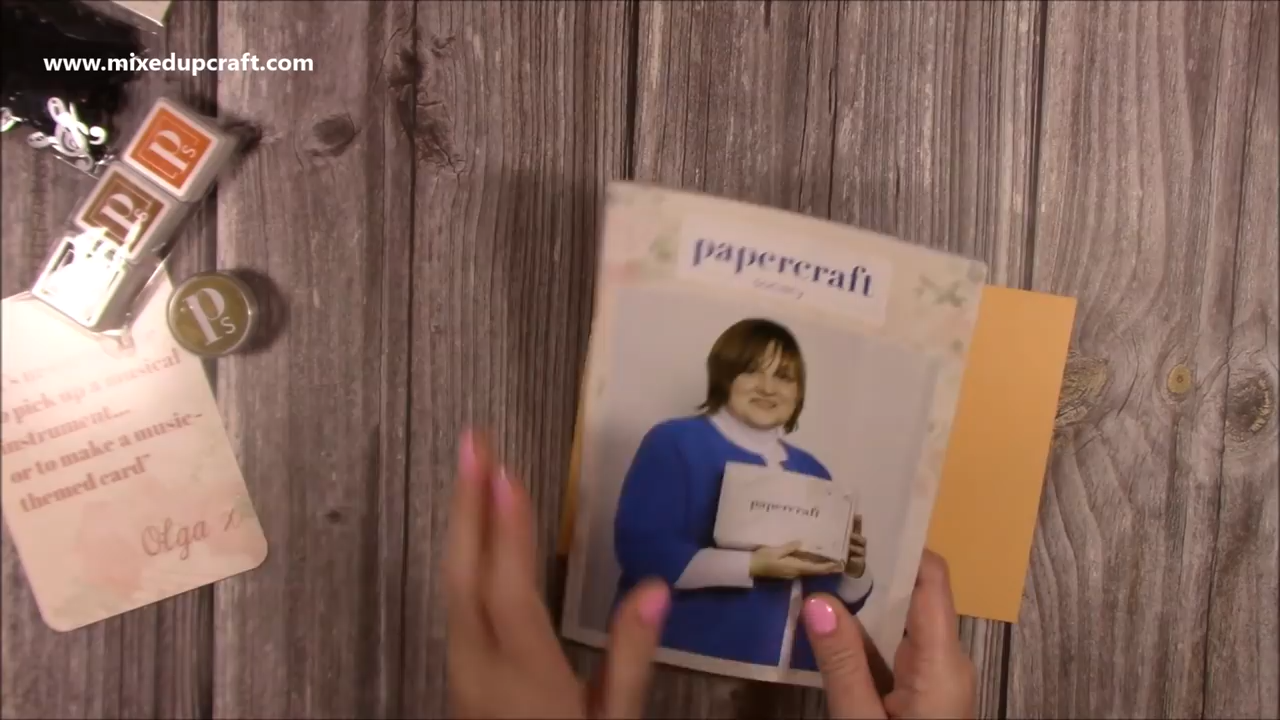 www.mixedupcraft.com
Ps
Ps
Ps
papercraft
society
papercraft
to pick up a musical
instrument...
or to make a music-
themed card"
Olga x